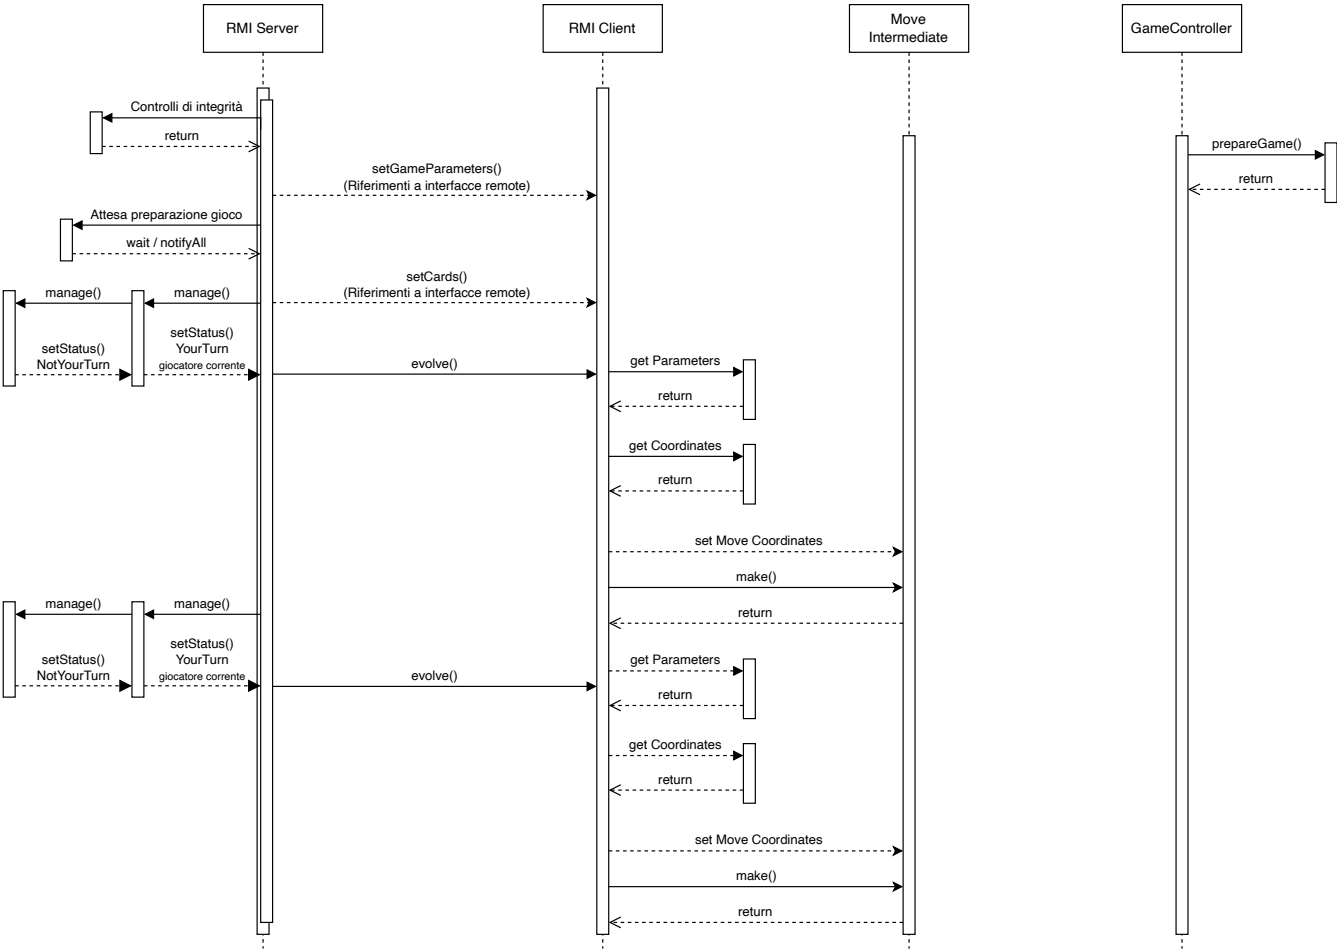 RMI Server
RMI Client
Move
Intermediate
GameController
Controlli di integrità
return
prepareGame()
return
setGameParameters()
(Riferimenti a interfacce remote)
Attesa preparazione gioco
wait / notifyAll
setCards()
(Riferimenti a interfacce remote)
manage()
manage()
setStatus()
NotYourTurn
setStatus()
YourTurn
giocatore corrente
evolve()
get Parameters
return
get Coordinates
return
set Move Coordinates
make()
return
manage()
manage()
setStatus()
NotYourTurn
setStatus()
YourTurn
giocatore corrente
evolve()
get Parameters
return
get Coordinates
return
set Move Coordinates
make()
return